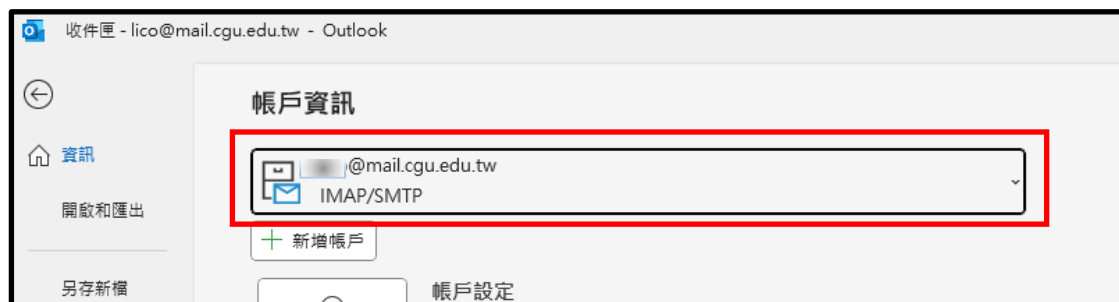 收件匣 - lico@mail.cgu.edu.tw - Outlook
帳戶資訊
資訊
@mail.cgu.edu.tw
IMAP/SMTP
開啟和匯出
新增帳戶
另存新檔
帳戶設定